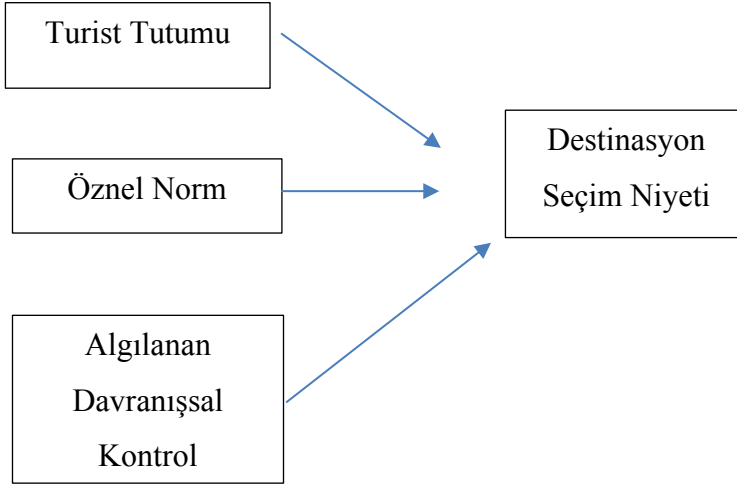 Turist Tutumu
Öznel Norm
Algılanan
Davranışsal
Kontrol
Destinasyon
Seçim Niyeti